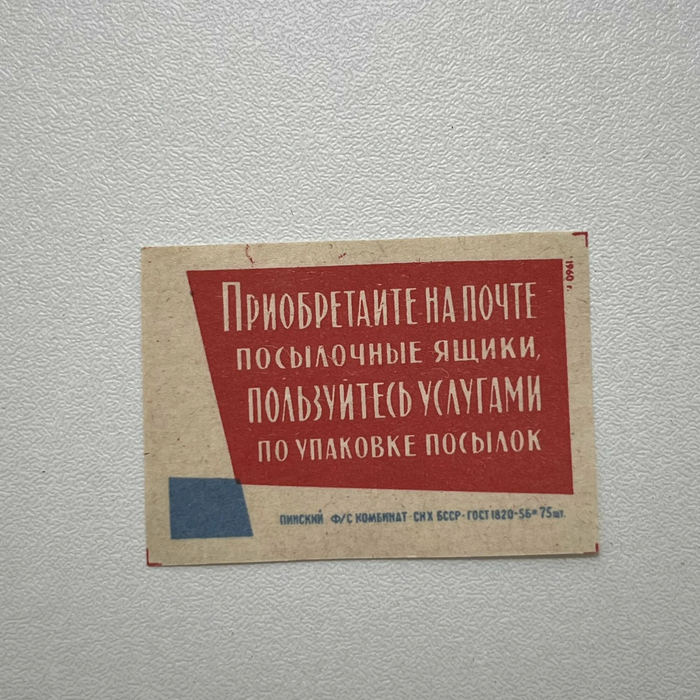 ПРИОБРЕТАЙТЕ НА ПОЧТЕ
ПОСЫЛОЧНЫЕ ЯЩИКИ,
ПОЛЬЗУЙТЕСЬ УСЛУГАМИ
ПО УПАКОВКЕ ПОСЫЛОК
ПИНСКИЙ Ф/С КОМБИНАТ-СНХ БССР-ГОСТ 1820-56* 75 шт.
1960 г.